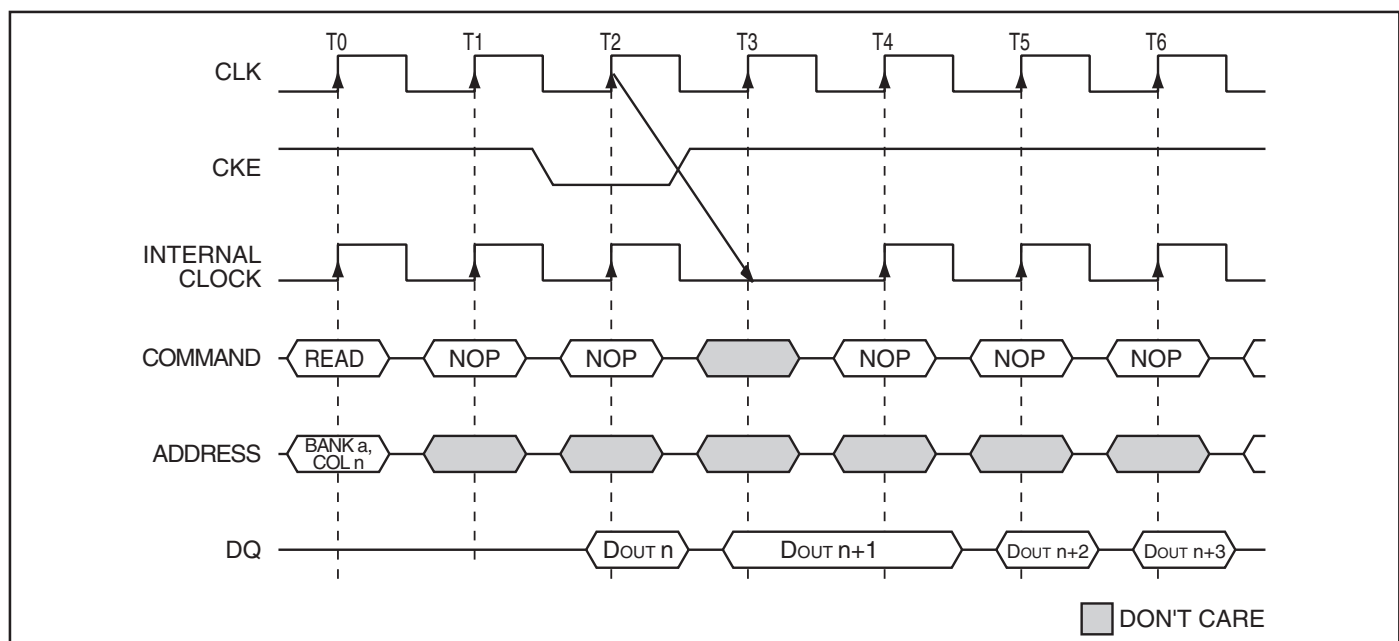 T0 T1 T2 T3 T4 T5 T6
CLK
CKE
INTERNAL
CLOCK
COMMAND READ NOP NOP NOP NOP NOP
ADDRESS BANK a,
COL n
DQ DOUT n DOUT n+1 DOUT n+2 DOUT n+3
DON'T CARE